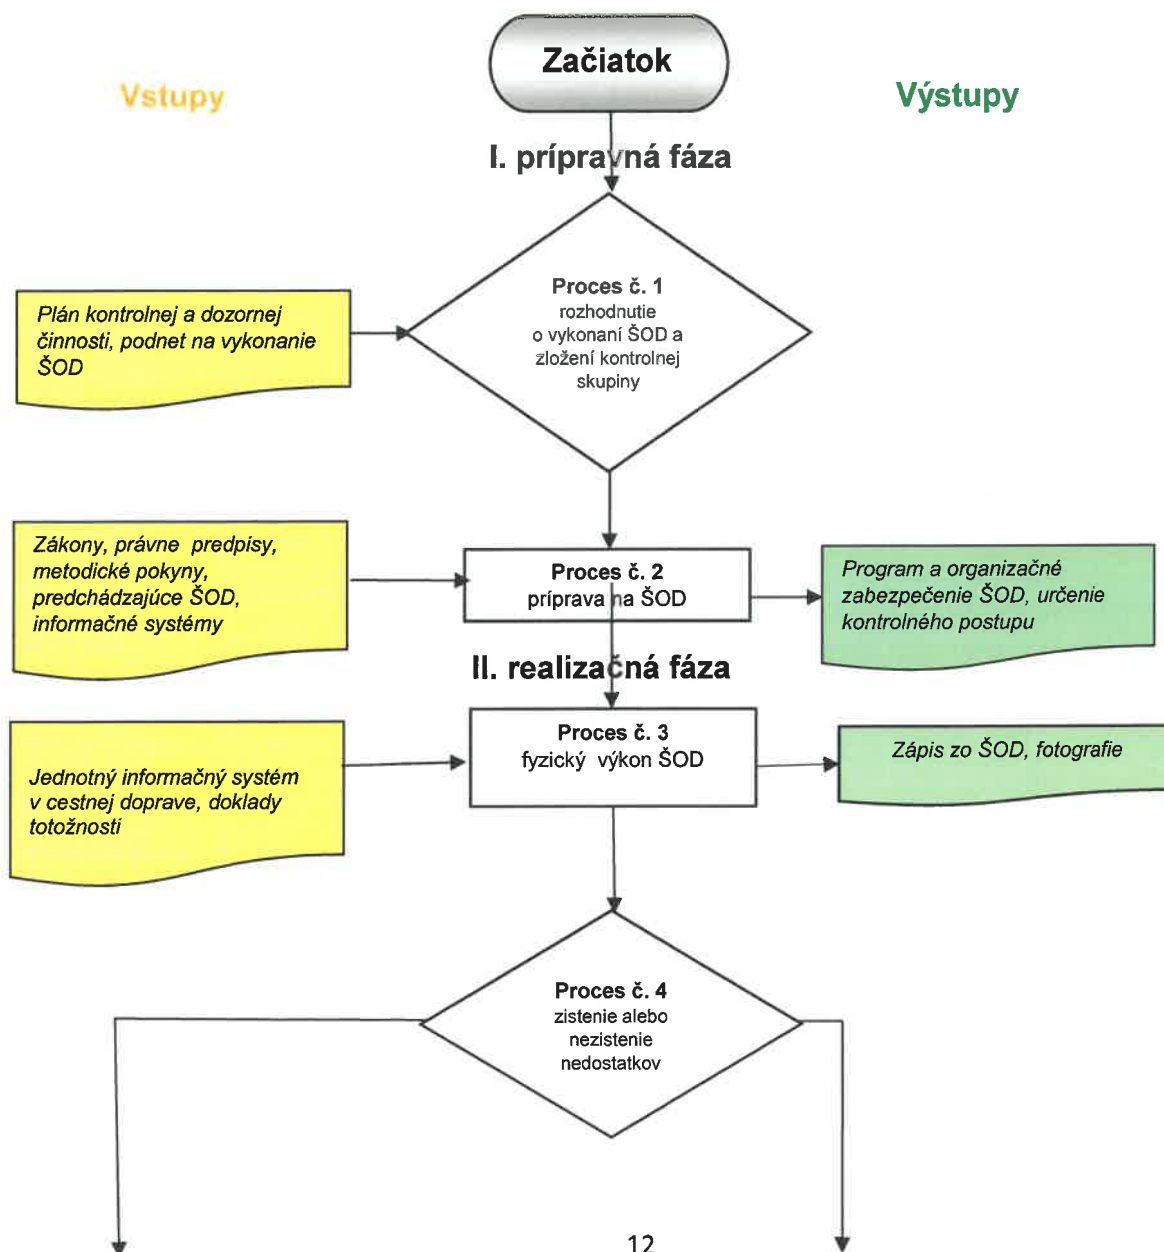 Začiatok
Vstupy
Výstupy
I. prípravná fáza
Proces č. 1
rozhodnutie
o vykonaní ŠOD a
zložení kontrolnej
skupiny
Plán kontrolnej a dozornej
činnosti, podnet na vykonanie
ŠOD
Zákony, právne predpisy,
metodické pokyny,
predchádzajúce ŠOD,
informačné systémy
Proces č. 2
príprava na ŠOD
Program a organizačné
zabezpečenie ŠOD, určenie
kontrolného postupu
II. realizačná fáza
Proces č. 3
fyzický výkon ŠOD
Zápis zo ŠOD, fotografie
Jednotný informačný systém
v cestnej doprave, doklady
totožnosti
Proces č. 4
zistenie alebo
nezistenie
nedostatkov
12